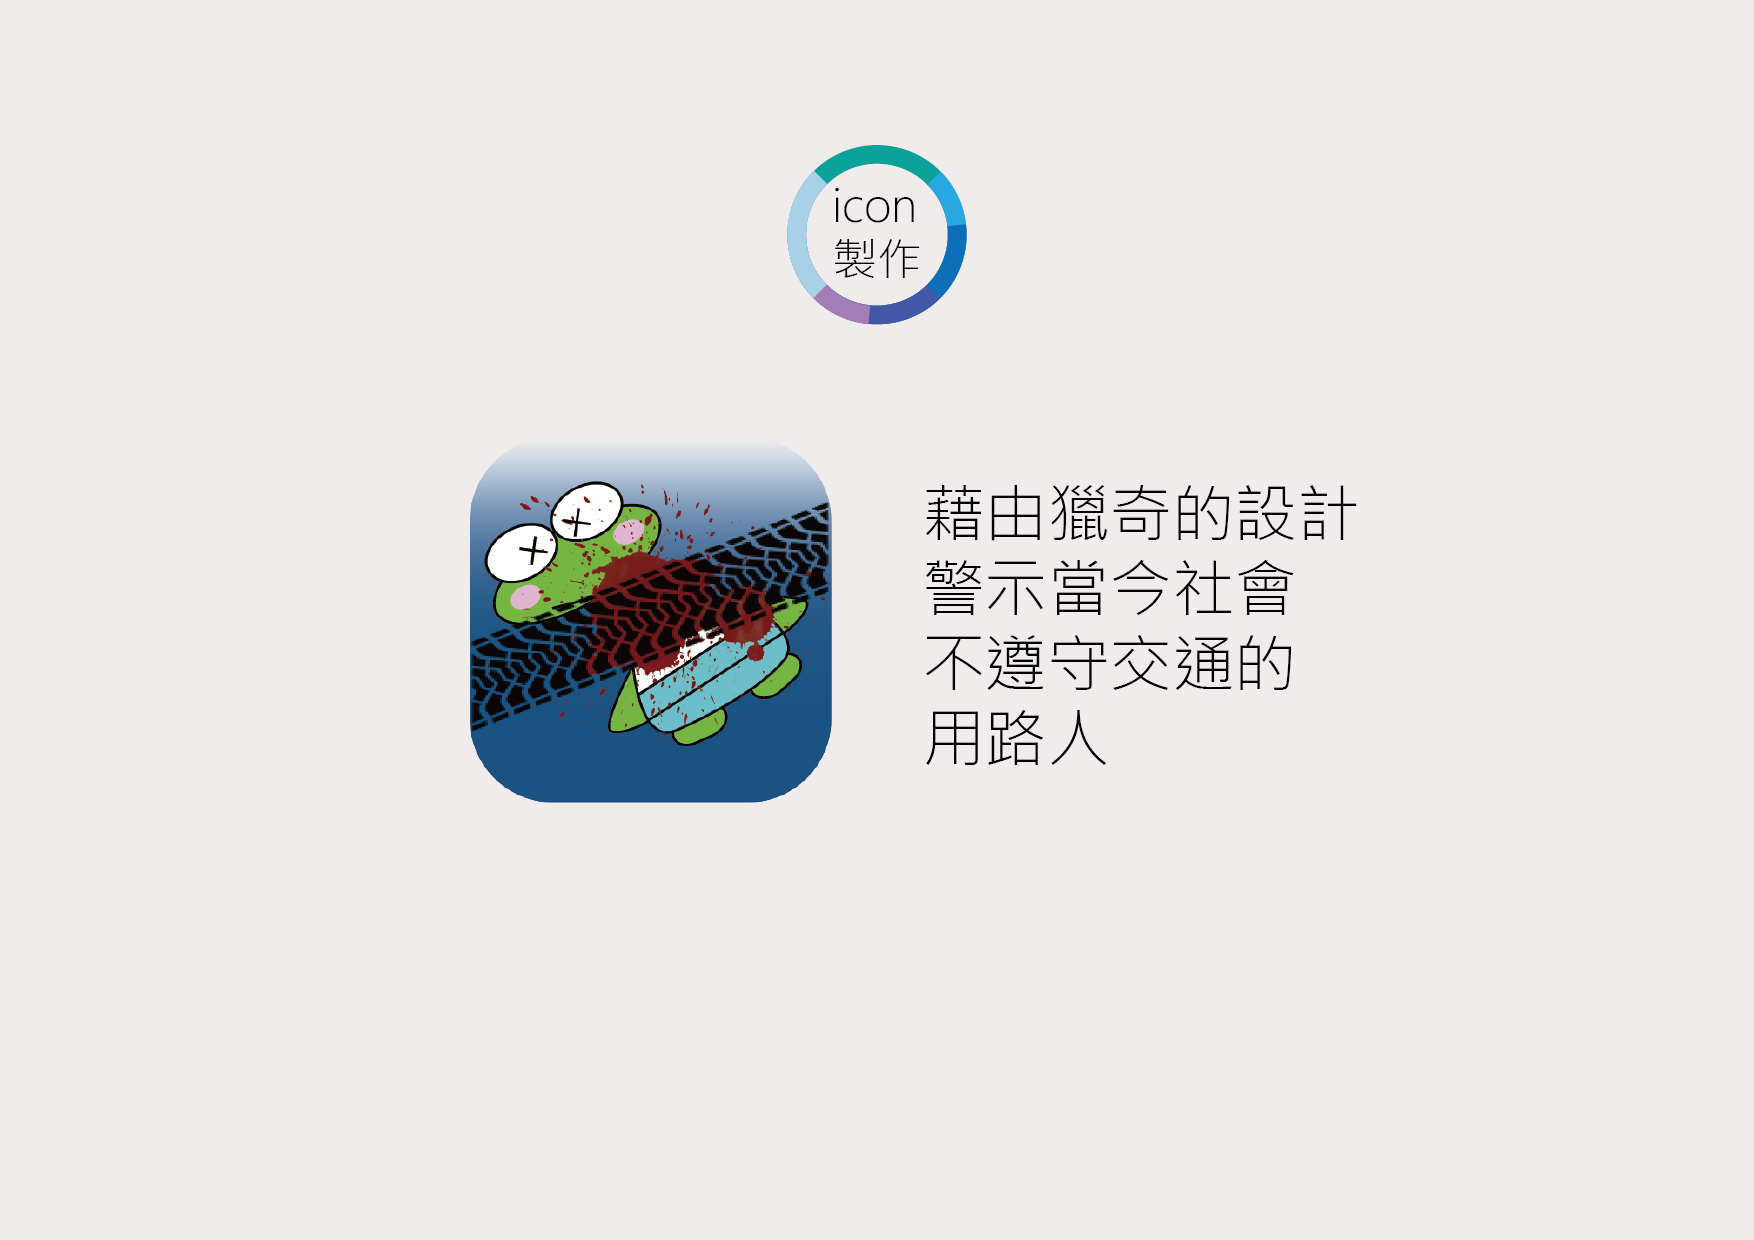 icon
製作
藉由獵奇的設計
警示當今社會
不遵守交通的
用路人